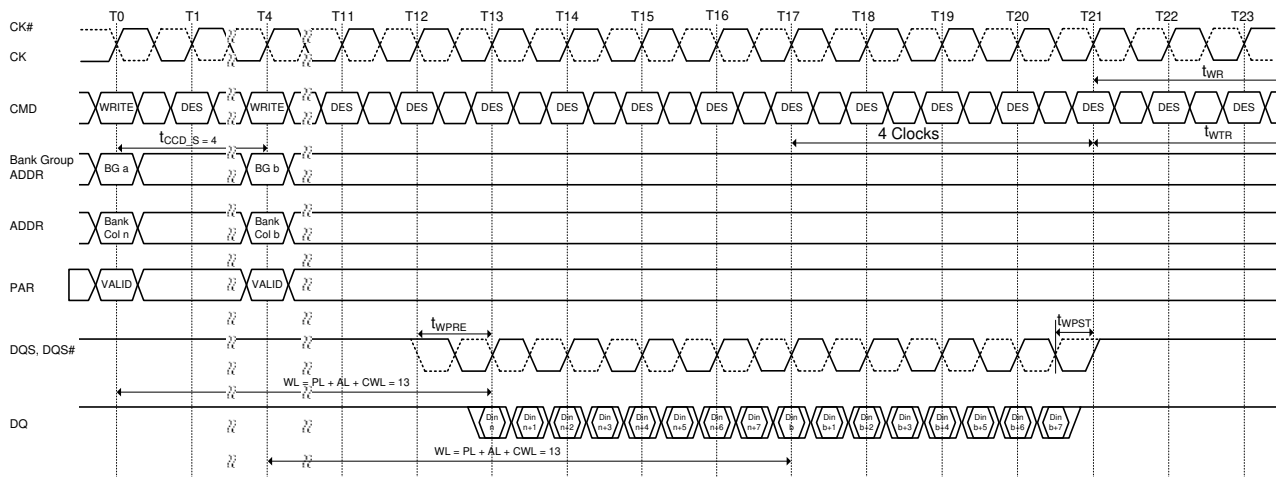 T0 T1 T4 T11 T12 T13 T14 T15 T16 T17 T18 T19 T20 T21 T22 T23
CK#
CK
tWR
CMD WRITE DES WRITE DES DES DES DES DES DES DES DES DES DES DES DES DES
tCCD_S = 4
4 Clocks
tWTR
Bank Group
ADDR
BG a BG b
ADDR
Bank
Col n
Bank
Col b
PAR VALID VALID
tWPRE
tWPST
DQS, DQS#
WL = PL + AL + CWL = 13
DQ
Din
n
Din
n+1
Din
n+2
Din
n+3
Din
n+4
Din
n+5
Din
n+6
Din
n+7
Din
b
Din
b+1
Din
b+2
Din
b+3
Din
b+4
Din
b+5
Din
b+6
Din
b+7
WL = PL + AL + CWL = 13